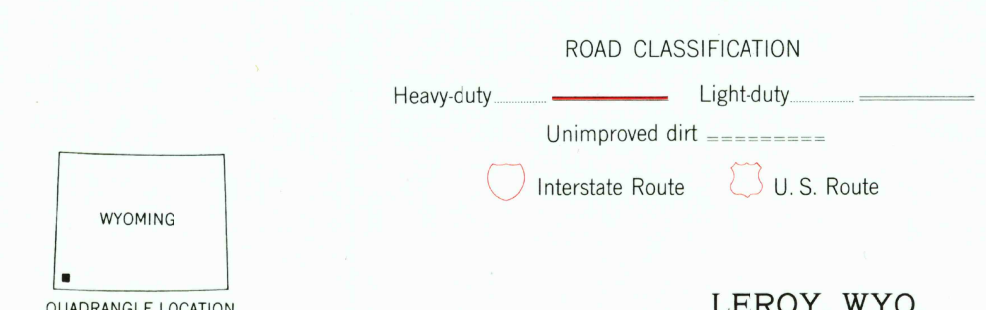 ROAD CLASSIFICATION
Heavy-duty Light-duty
Unimproved dirt
Interstate Route U. S. Route
WYOMING
QUADRANGLE LOCATION
LEROY, WYO.